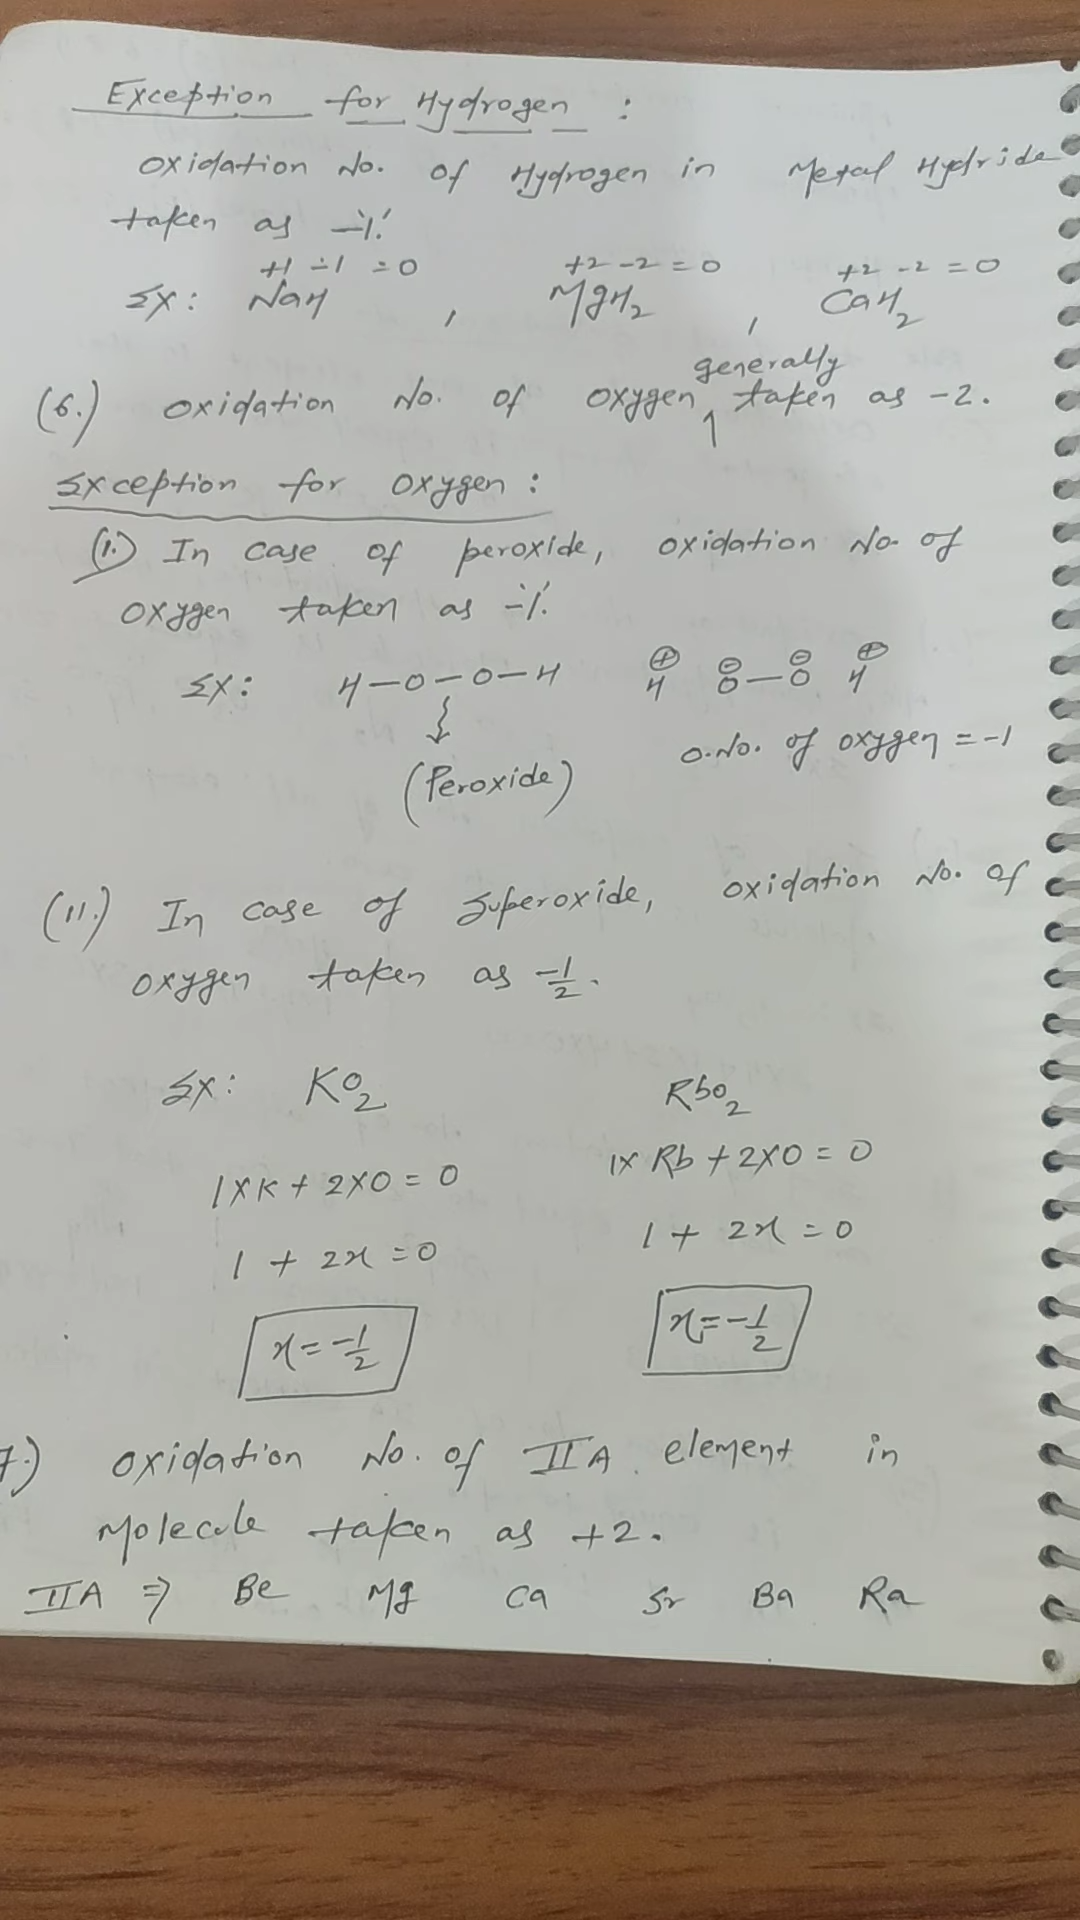 Exception for Hydrogen :
Oxidation No. of Hydrogen in Metal Hydride
taken as '-1'.
+1 -1 = 0 +2 -2 = 0 +2 -2 = 0
Ex: NaH , MgH₂ , CaH₂
generally
(6.) Oxidation No. of Oxygen taken as -2.
Exception for Oxygen :
(i.) In case of peroxide, oxidation No. of
oxygen taken as '-1'.
Ex: H-O-O-H H⊕ O⊖-O⊖ H⊕
(Peroxide) O.No. of oxygen = -1
(ii.) In case of Superoxide, oxidation No. of
oxygen taken as -1/2.
Ex: KO₂ RbO₂
1×K + 2×O = 0 1×Rb + 2×O = 0
1 + 2x = 0 1 + 2x = 0
x = -1/2 x = -1/2
7.) Oxidation No. of IIA element in
Molecule taken as +2.
IIA ⇒ Be Mg Ca Sr Ba Ra